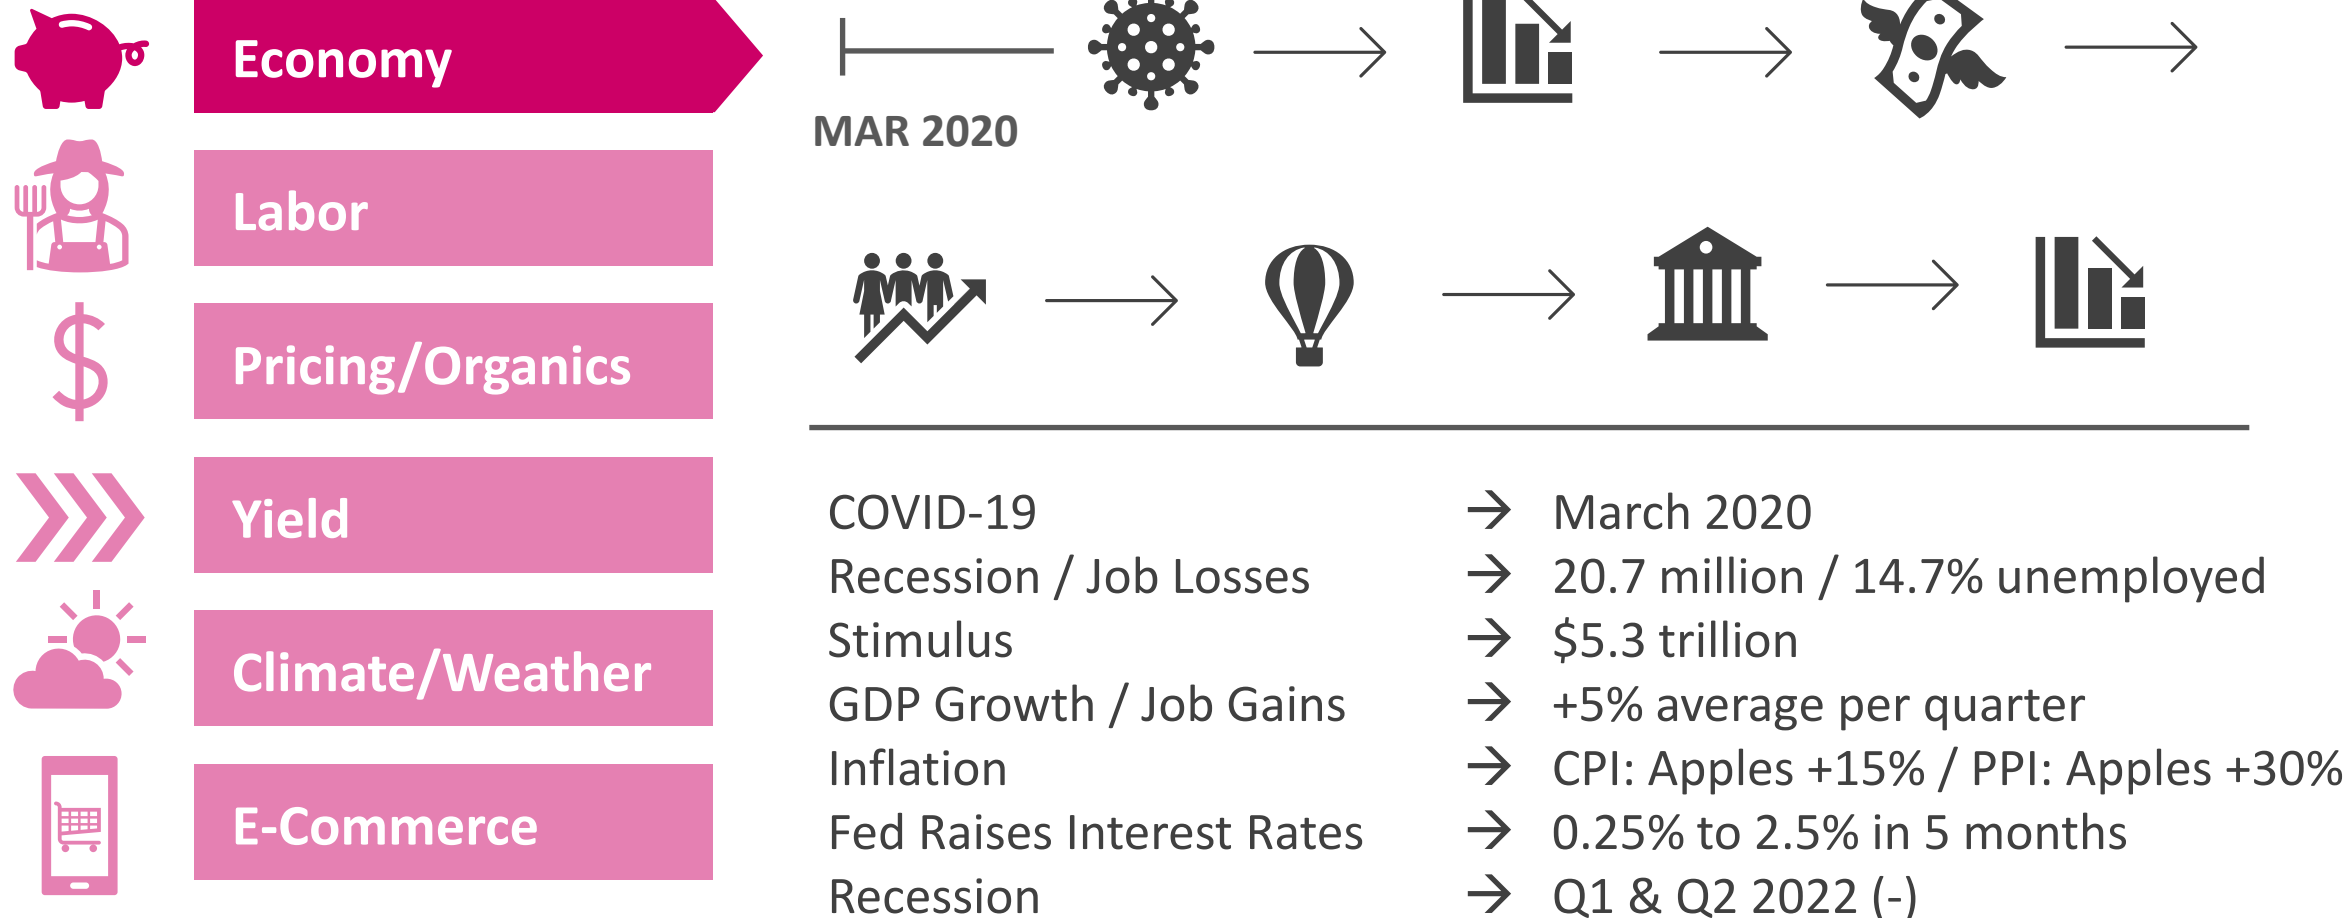 Economy
MAR 2020
Labor
Pricing/Organics
Yield
Climate/Weather
E-Commerce
COVID-19 → March 2020
Recession / Job Losses → 20.7 million / 14.7% unemployed
Stimulus → $5.3 trillion
GDP Growth / Job Gains → +5% average per quarter
Inflation → CPI: Apples +15% / PPI: Apples +30%
Fed Raises Interest Rates → 0.25% to 2.5% in 5 months
Recession → Q1 & Q2 2022 (-)